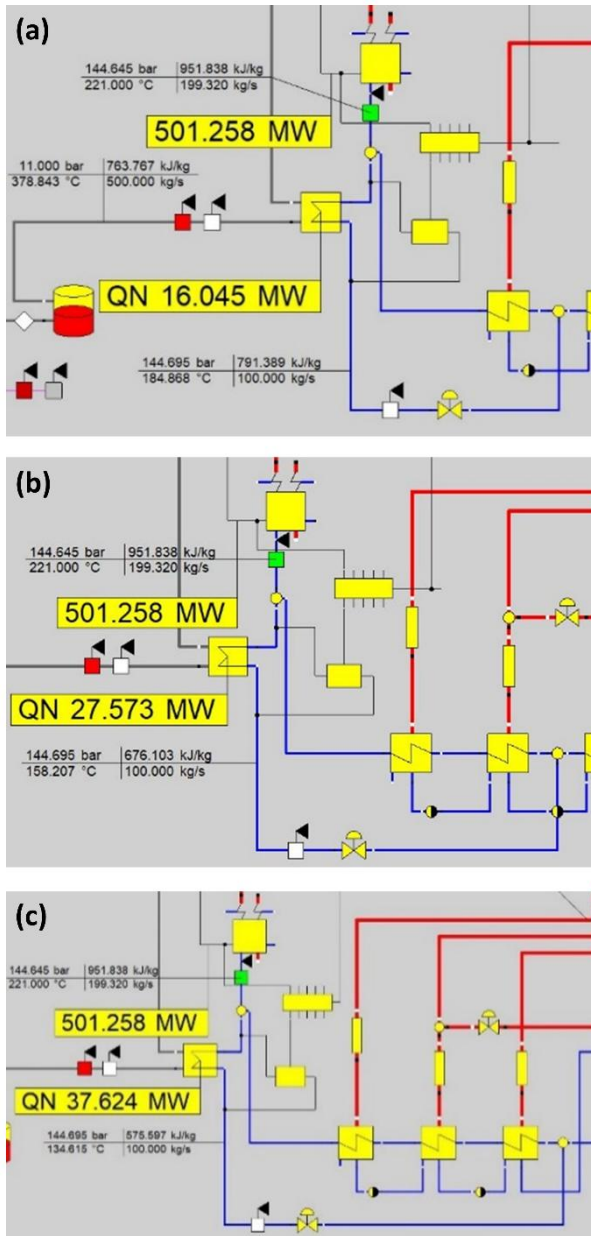 (a)
144.645 bar 951.838 kJ/kg
221.000 °C 199.320 kg/s
501.258 MW
11.000 bar 763.767 kJ/kg
378.843 °C 500.000 kg/s
QN 16.045 MW
144.695 bar 791.389 kJ/kg
184.868 °C 100.000 kg/s
(b)
144.645 bar 951.838 kJ/kg
221.000 °C 199.320 kg/s
501.258 MW
QN 27.573 MW
144.695 bar 676.103 kJ/kg
158.207 °C 100.000 kg/s
(c)
144.645 bar 951.838 kJ/kg
221.000 °C 199.320 kg/s
501.258 MW
QN 37.624 MW
144.695 bar 575.597 kJ/kg
134.615 °C 100.000 kg/s